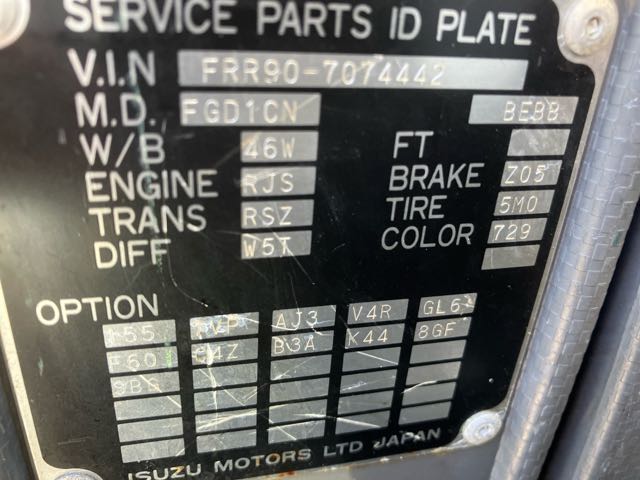 SERVICE PARTS ID PLATE
V.I.N FRR90-7074442
M.D. FGD1CN BEBB
W/B 46W FT
ENGINE RJS BRAKE Z05
TRANS RSZ TIRE 5M0
DIFF W5T COLOR 729
OPTION
AJ3 V4R GL6
F60 B3A K44 8GF
ISUZU MOTORS LTD JAPAN